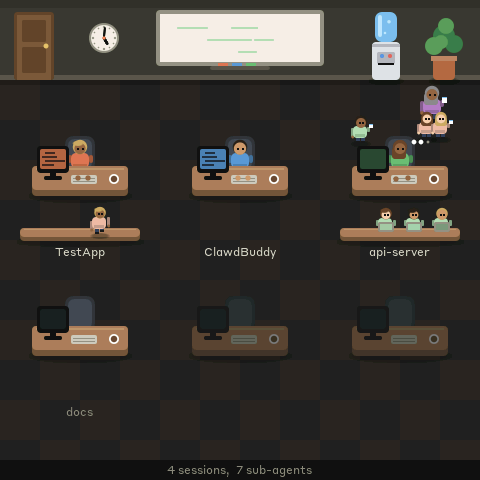 TestApp
ClawdBuddy
api-server
docs
4 sessions, 7 sub-agents